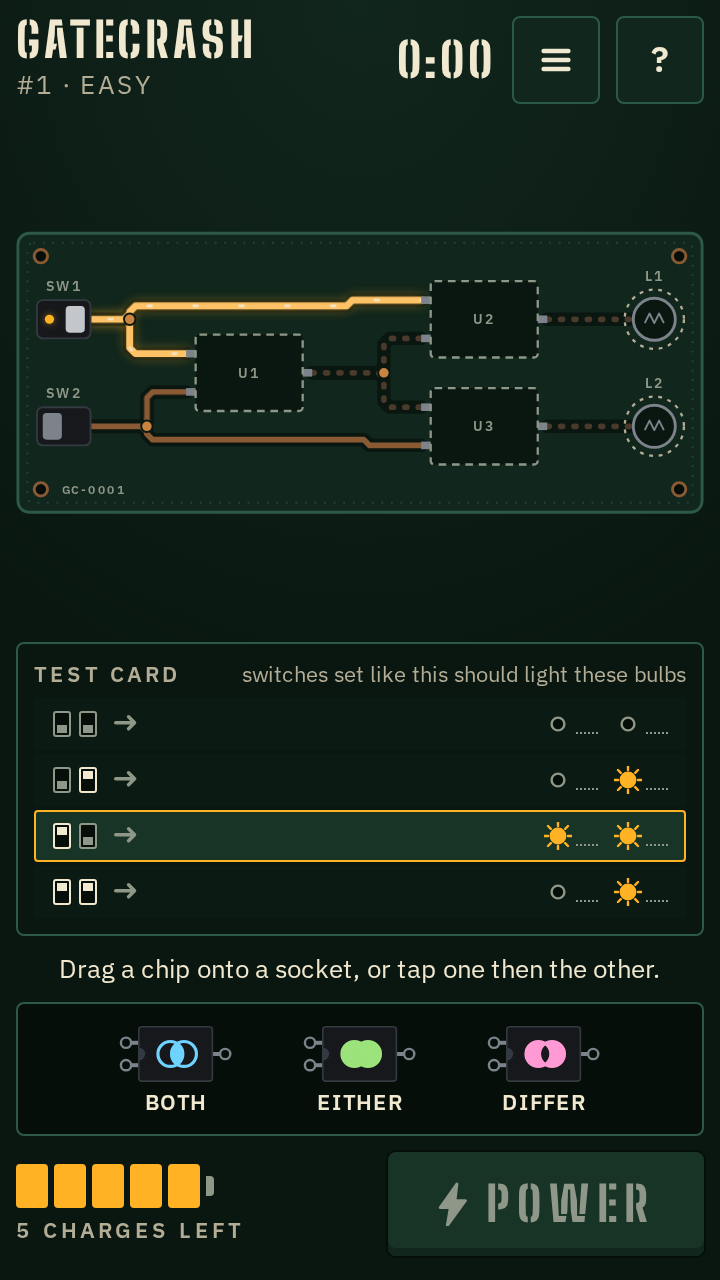 GATECRASH
#1 · EASY
0:00
?
SW1
SW2
U1
U2
U3
L1
L2
GC-0001
TEST CARD
switches set like this should light these bulbs
Drag a chip onto a socket, or tap one then the other.
BOTH
EITHER
DIFFER
5 CHARGES LEFT
POWER